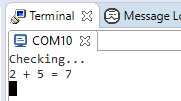 Terminal Message Lo
COM10
Checking...
2 + 5 = 7